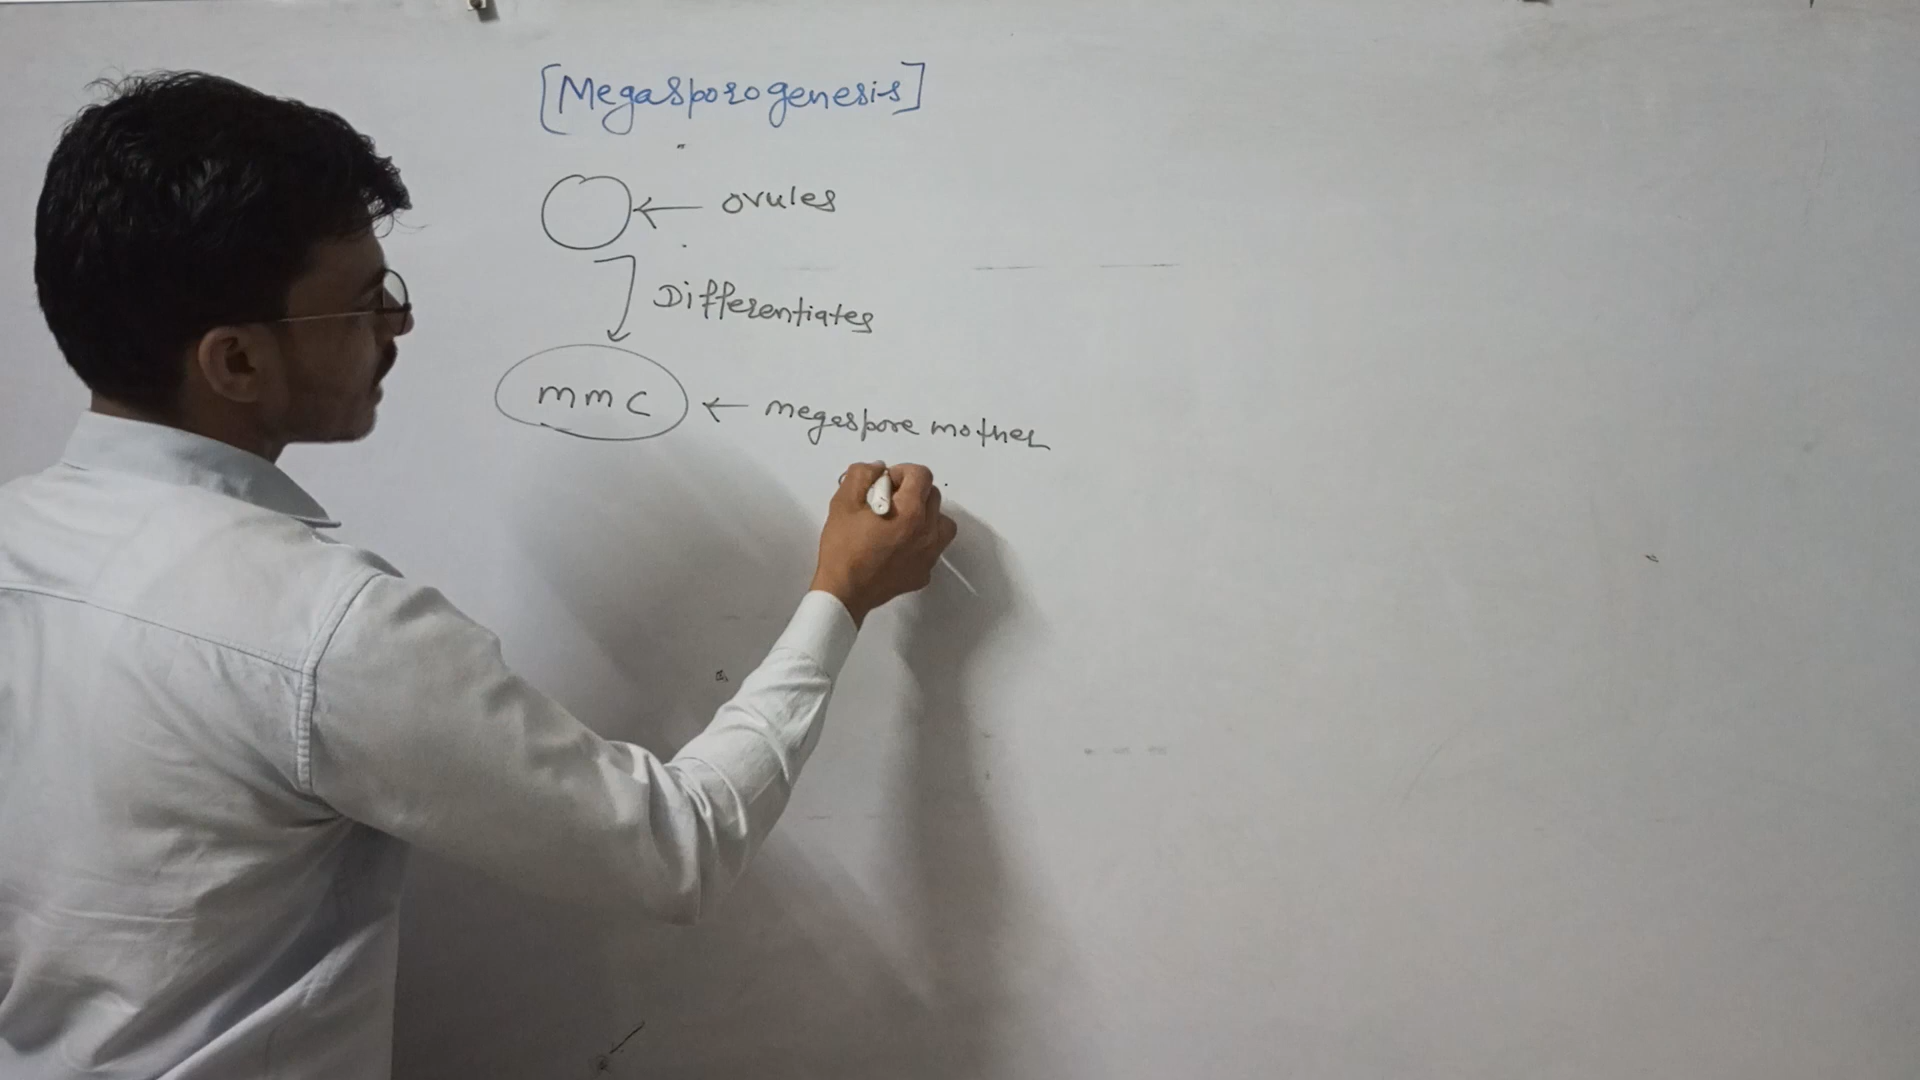 [Megasporogenesis]
ovules
Differentiates
mmc
megaspore mother